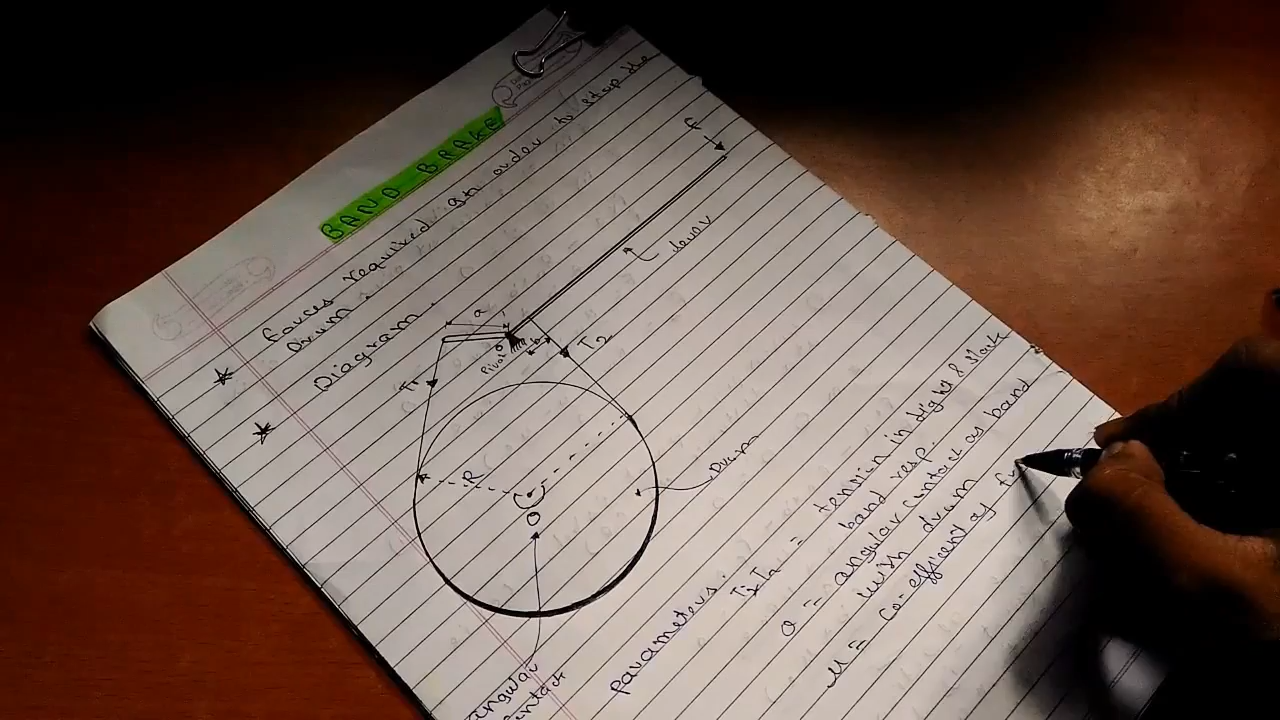 BAND BRAKE
forces required in order to stop the
Drum
Diagram.
F
lever
a
Pivot
b
T1
T2
R
θ
Drum
angular
contact
parameters:
T1, T2 = tension in tight & slack
band resp.
θ = angular contact as band
with drum
μ = co-efficient of fr